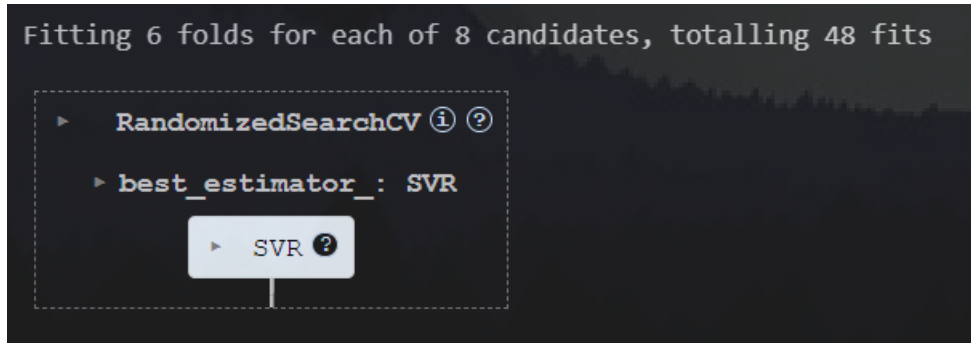 Fitting 6 folds for each of 8 candidates, totalling 48 fits
RandomizedSearchCV i ?
best_estimator_: SVR
SVR ?